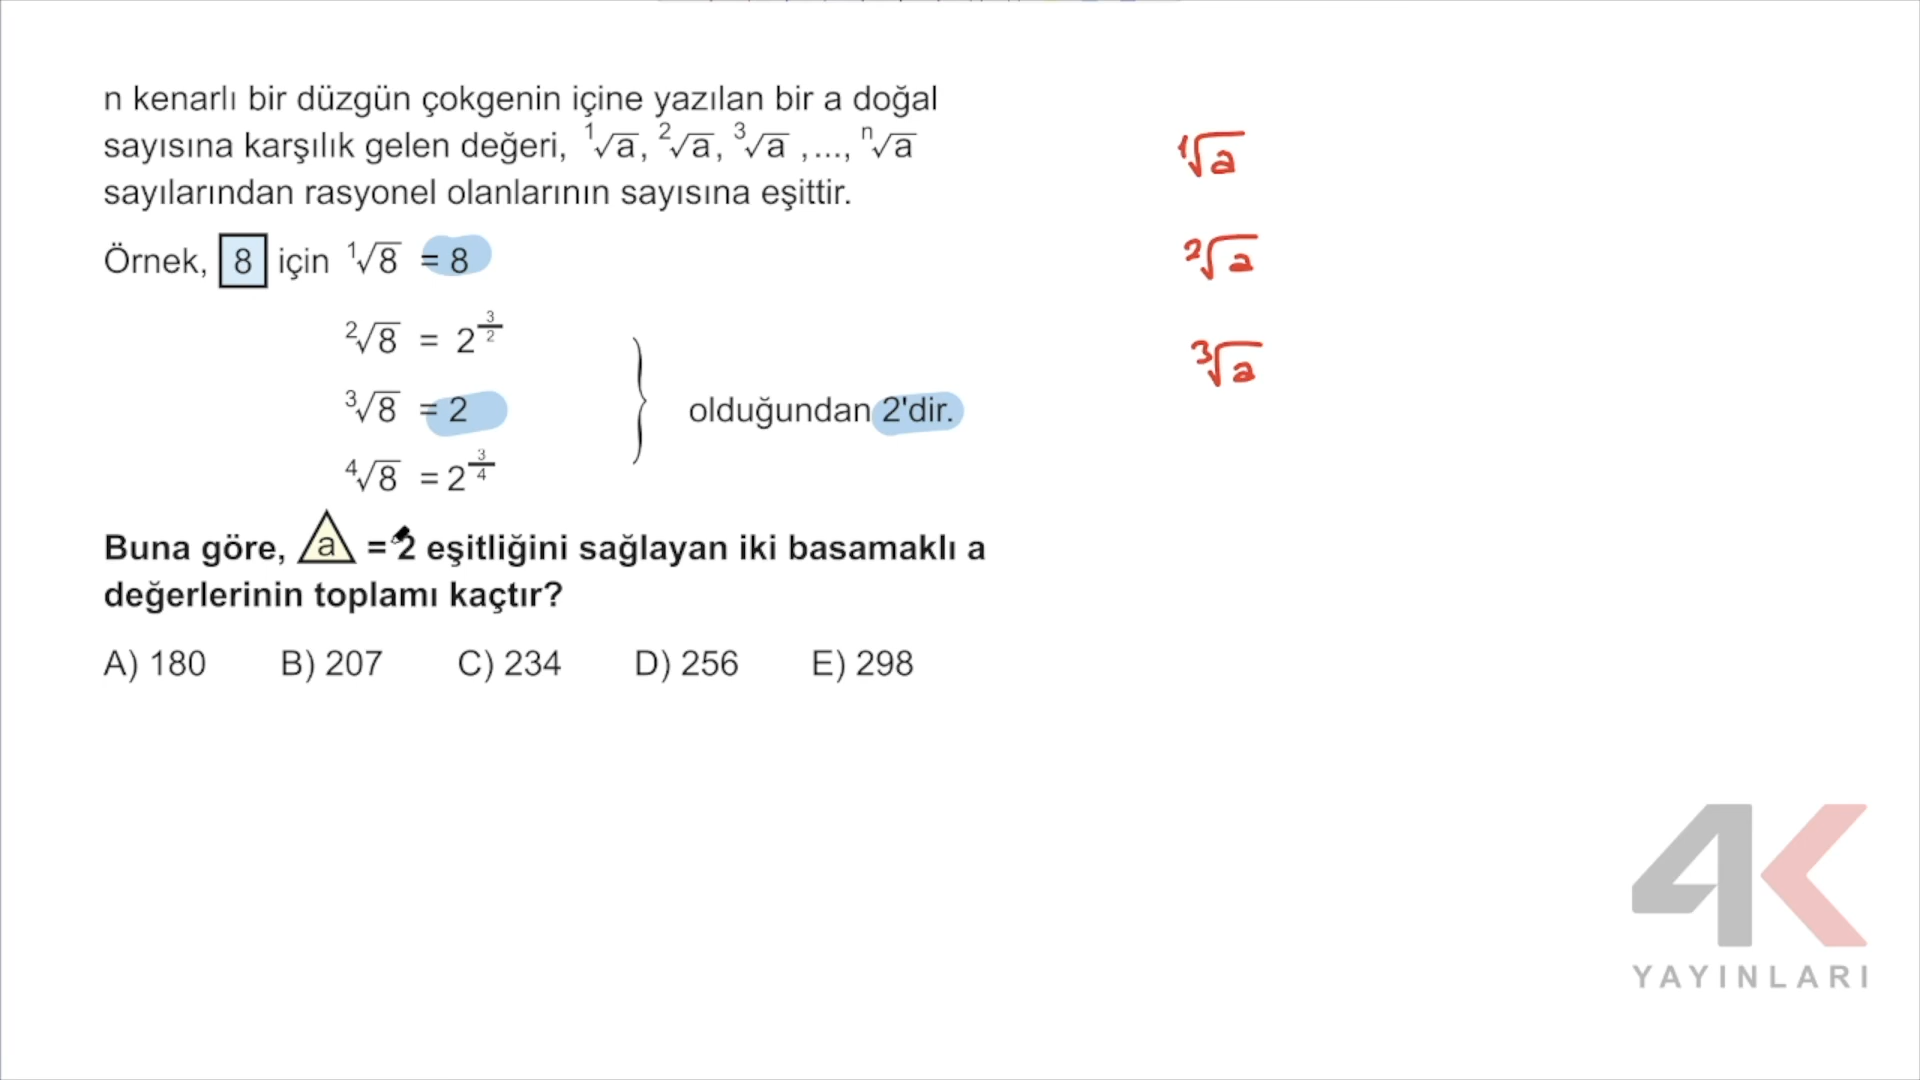 n kenarlı bir düzgün çokgenin içine yazılan bir a doğal
sayısına karşılık gelen değeri, ¹√a, ²√a, ³√a ,..., ⁿ√a
sayılarından rasyonel olanlarının sayısına eşittir.
Örnek, 8 için ¹√8 = 8
²√8 = 2^(3/2)
³√8 = 2
olduğundan 2'dir.
⁴√8 = 2^(3/4)
Buna göre, a = 2 eşitliğini sağlayan iki basamaklı a
değerlerinin toplamı kaçtır?
A) 180 B) 207 C) 234 D) 256 E) 298
¹√a
²√a
³√a
4K
YAYINLARI